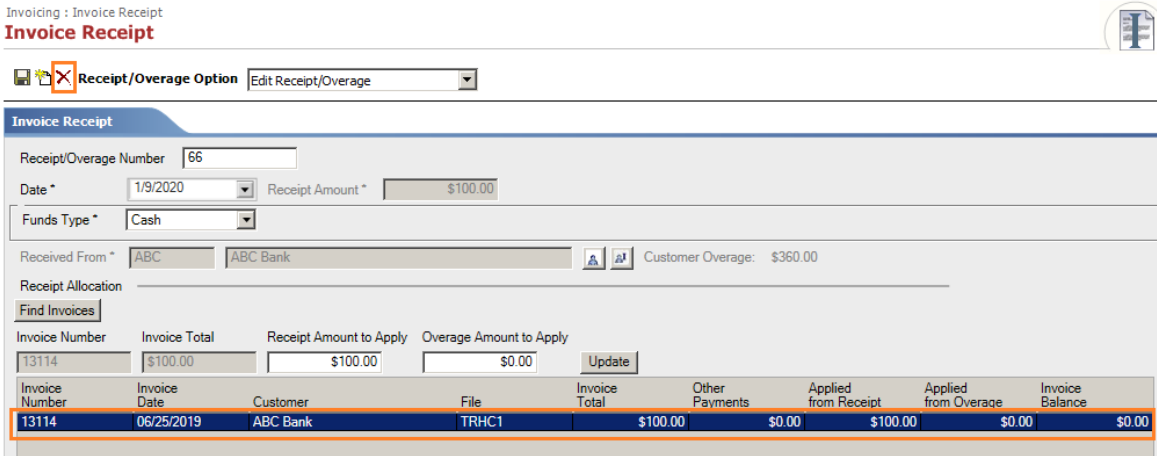 Invoicing : Invoice Receipt
Invoice Receipt
Receipt/Overage Option Edit Receipt/Overage
Invoice Receipt
Receipt/Overage Number 66
Date * 1/9/2020 Receipt Amount * $100.00
Funds Type * Cash
Received From * ABC ABC Bank Customer Overage: $360.00
Receipt Allocation
Find Invoices
Invoice Number Invoice Total Receipt Amount to Apply Overage Amount to Apply
13114 $100.00 $100.00 $0.00 Update
Invoice Invoice Invoice Other Applied Applied Invoice
Number Date Customer File Total Payments from Receipt from Overage Balance
13114 06/25/2019 ABC Bank TRHC1 $100.00 $0.00 $100.00 $0.00 $0.00